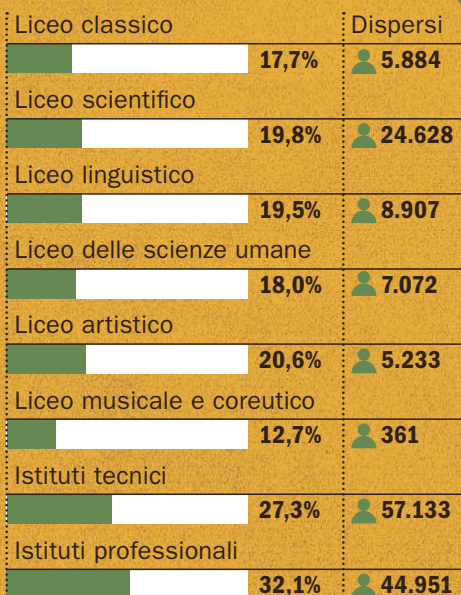 Liceo classico Dispersi
17,7% 5.884
Liceo scientifico
19,8% 24.628
Liceo linguistico
19,5% 8.907
Liceo delle scienze umane
18,0% 7.072
Liceo artistico
20,6% 5.233
Liceo musicale e coreutico
12,7% 361
Istituti tecnici
27,3% 57.133
Istituti professionali
32,1% 44.951